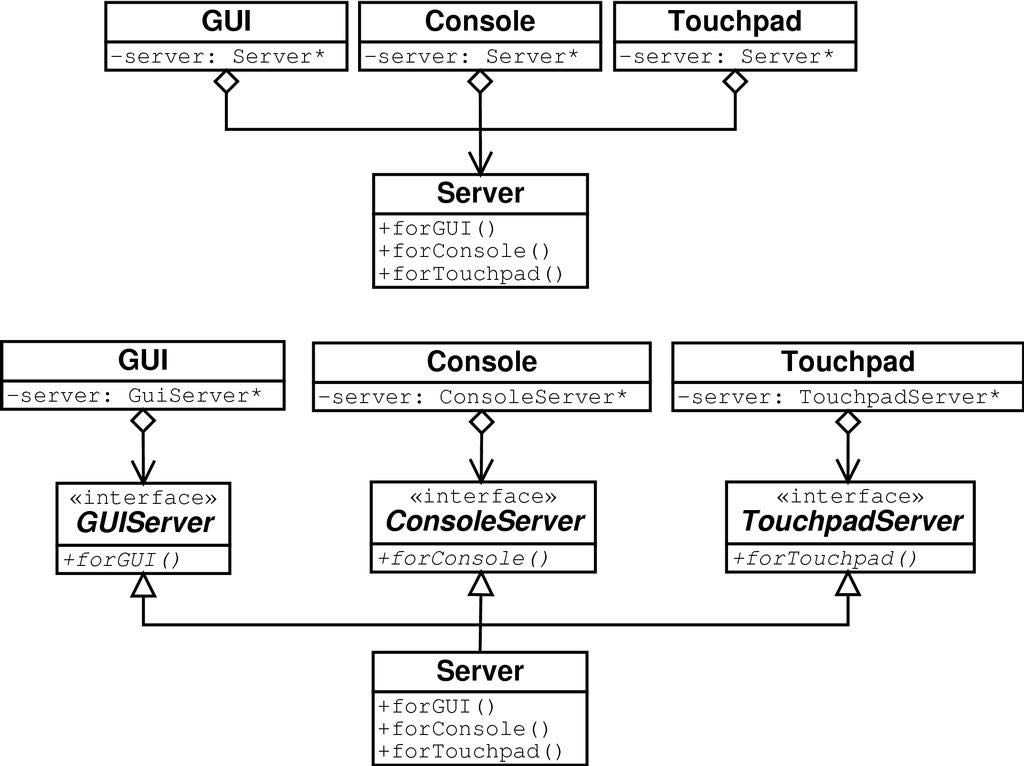 GUI
-server: Server*
Console
-server: Server*
Touchpad
-server: Server*
Server
+forGUI()
+forConsole()
+forTouchpad()
GUI
-server: GuiServer*
Console
-server: ConsoleServer*
Touchpad
-server: TouchpadServer*
«interface»
GUIServer
+forGUI()
«interface»
ConsoleServer
+forConsole()
«interface»
TouchpadServer
+forTouchpad()
Server
+forGUI()
+forConsole()
+forTouchpad()